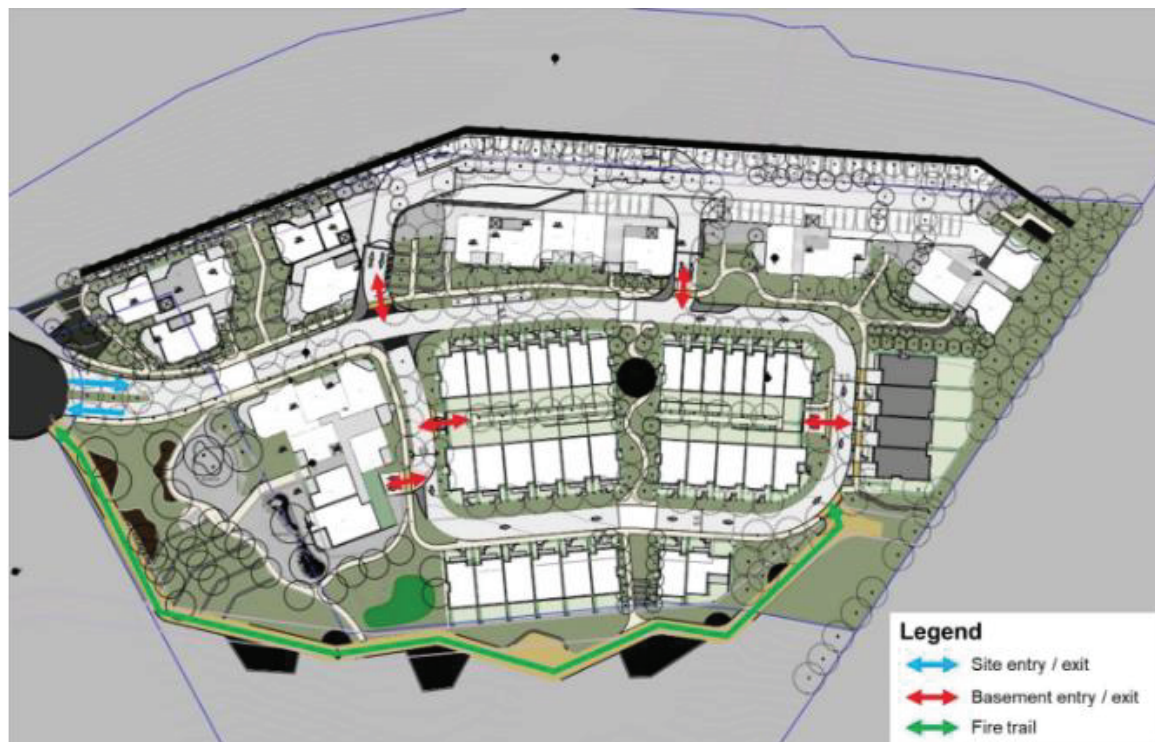 Legend
Site entry / exit
Basement entry / exit
Fire trail